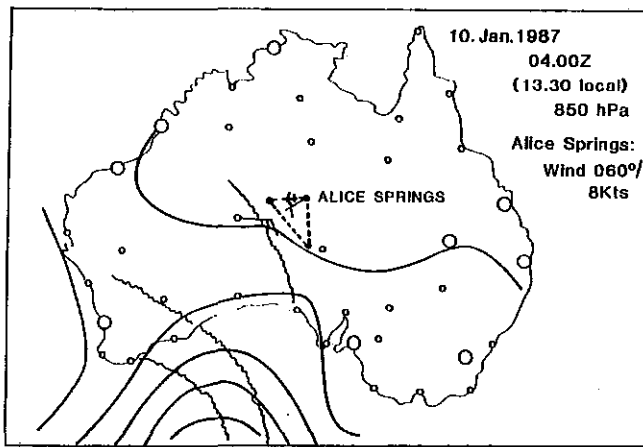 10. Jan. 1987
04.00Z
(13.30 local)
850 hPa
Alice Springs:
Wind 060°/
8Kts
ALICE SPRINGS